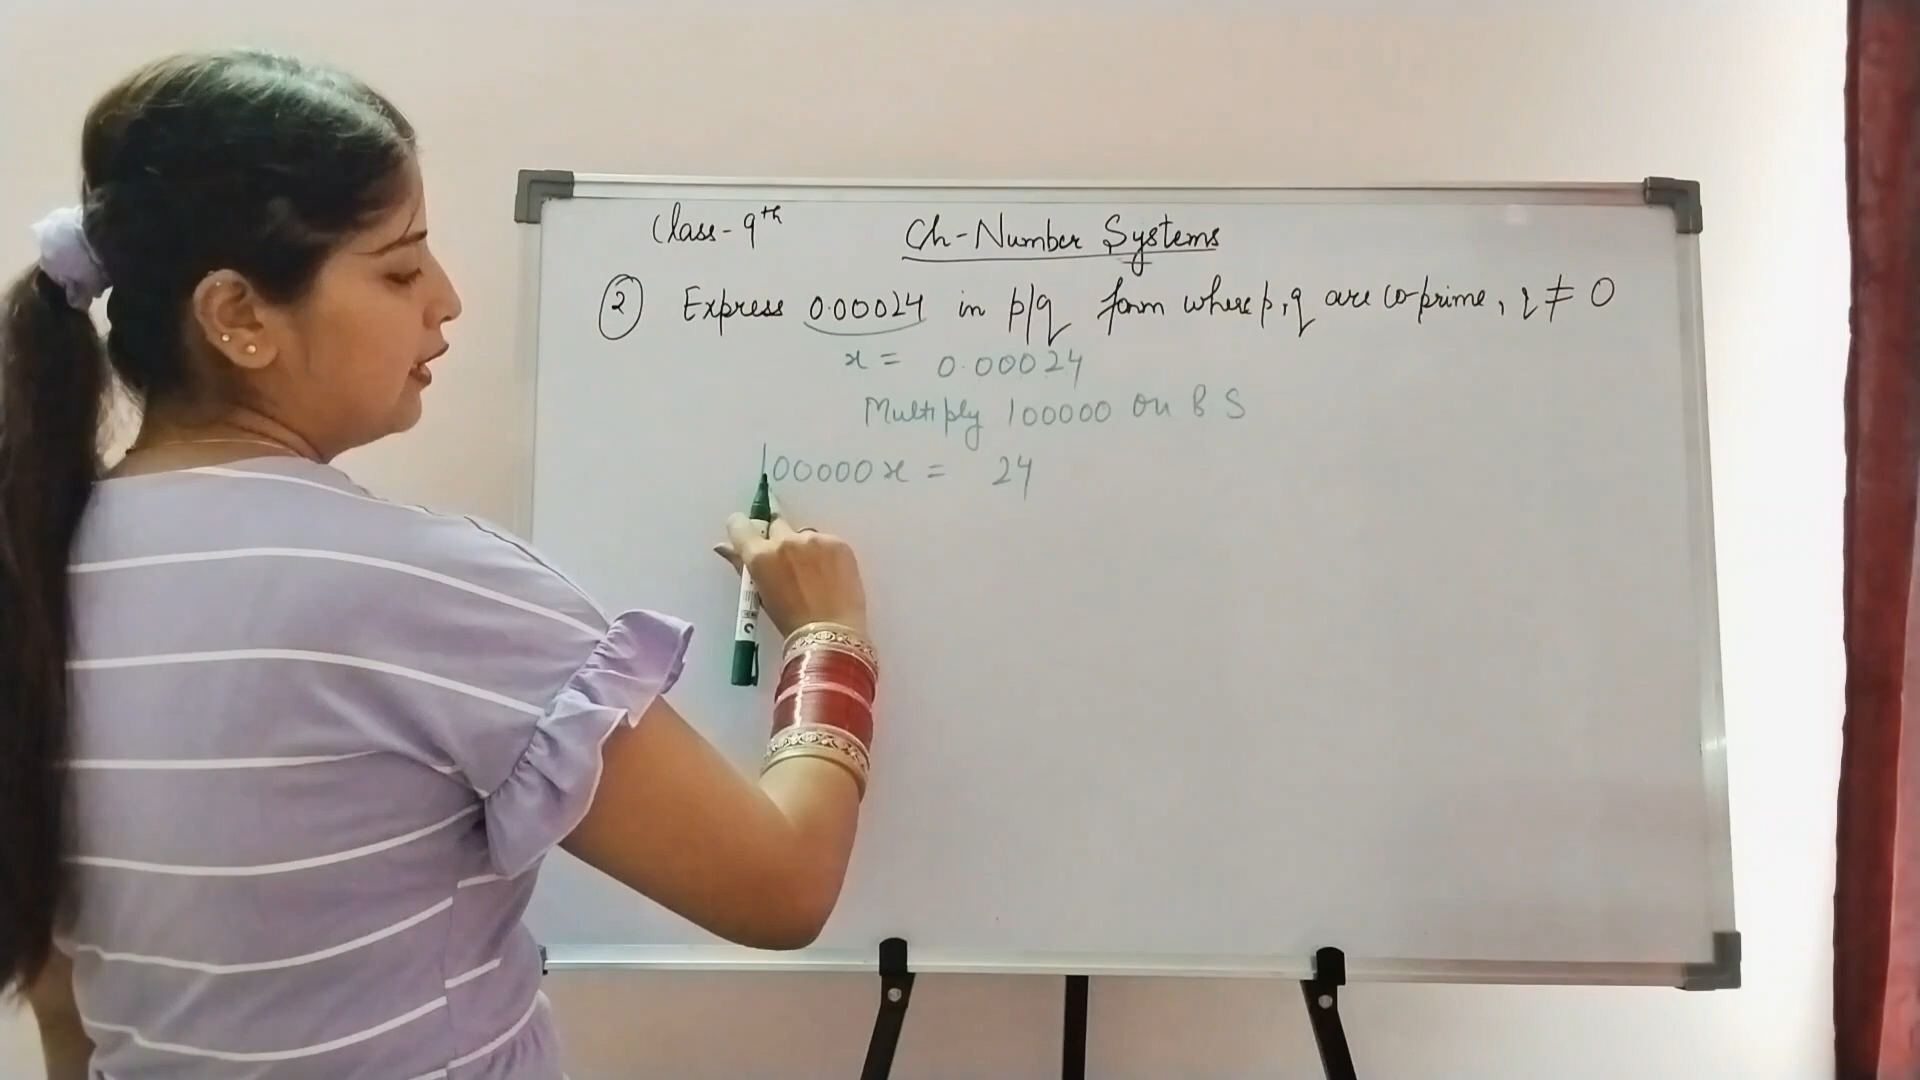 Class-9th
Ch-Number Systems
② Express 0.00024 in p/q form where p, q are co-prime, q ≠ 0
x = 0.00024
Multiply 100000 on B S
100000x = 24